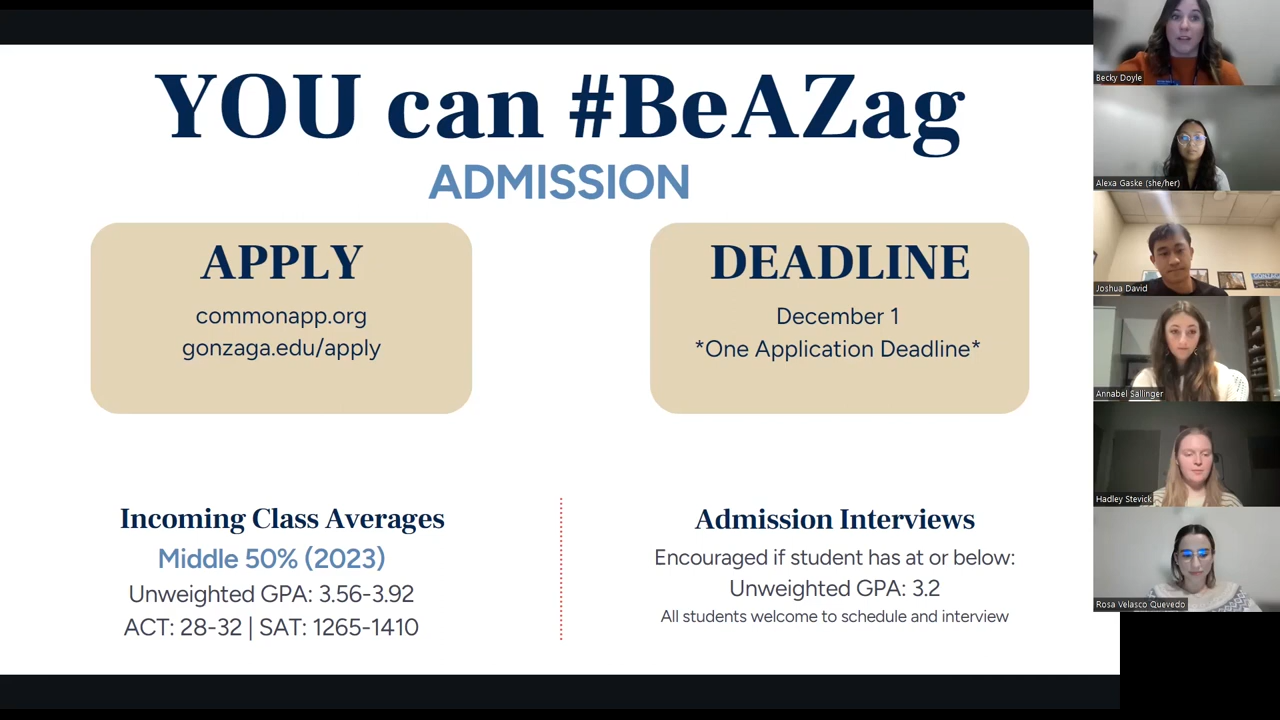 YOU can #BeAZag
ADMISSION
APPLY
commonapp.org
gonzaga.edu/apply
DEADLINE
December 1
*One Application Deadline*
Incoming Class Averages
Middle 50% (2023)
Unweighted GPA: 3.56-3.92
ACT: 28-32 | SAT: 1265-1410
Admission Interviews
Encouraged if student has at or below:
Unweighted GPA: 3.2
All students welcome to schedule and interview
Becky Doyle
Alexa Gaske (she/her)
Joshua David
Annabel Sallinger
Hadley Stevick
Rosa Velasco Quevedo